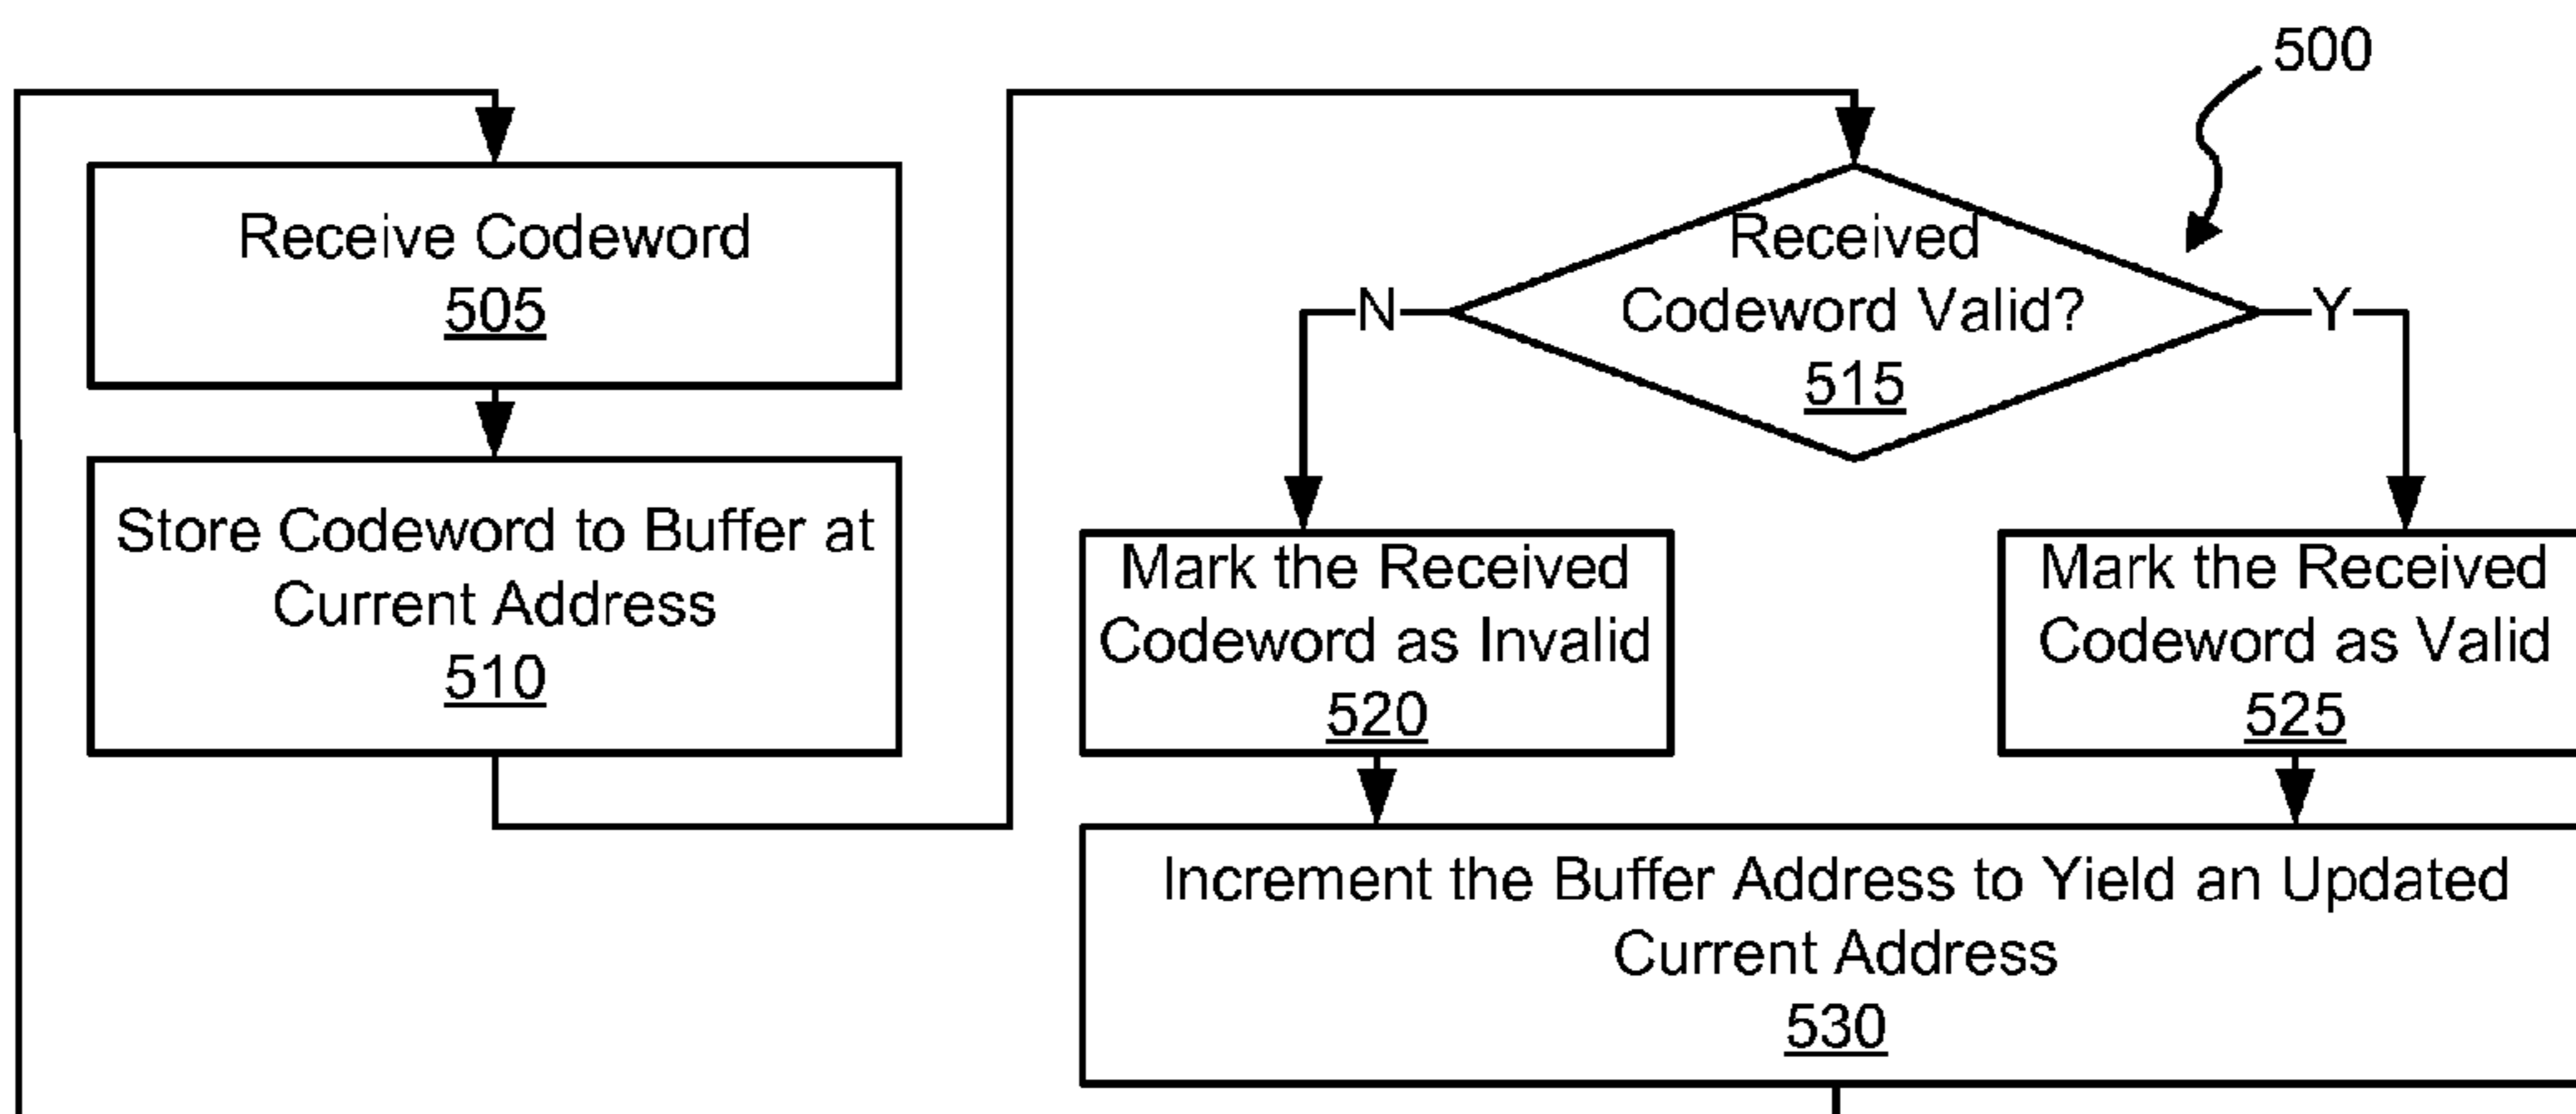 500
Receive Codeword
505
Store Codeword to Buffer at
Current Address
510
Received
Codeword Valid?
515
N
Y
Mark the Received
Codeword as Invalid
520
Mark the Received
Codeword as Valid
525
Increment the Buffer Address to Yield an Updated
Current Address
530